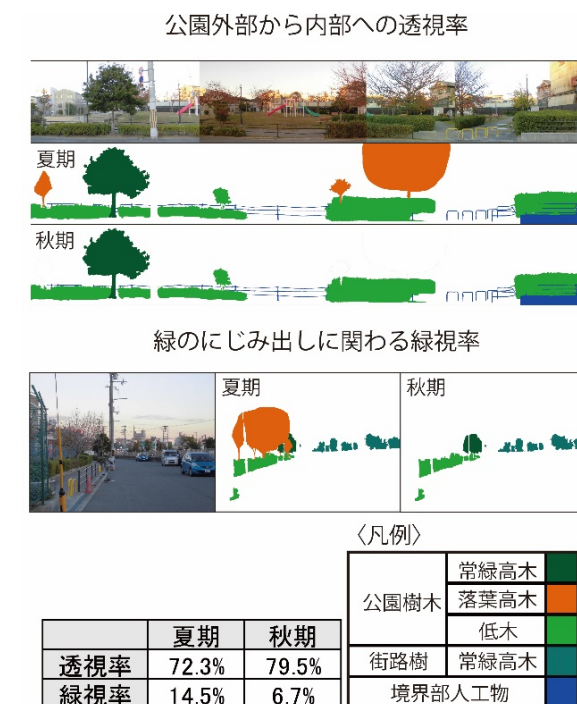 公園外部から内部への透視率
夏期
秋期
緑のにじみ出しに関わる緑視率
夏期
秋期
〈凡例〉
公園樹木
常緑高木
落葉高木
低木
街路樹
常緑高木
境界部人工物
夏期
秋期
透視率
72.3%
79.5%
緑視率
14.5%
6.7%